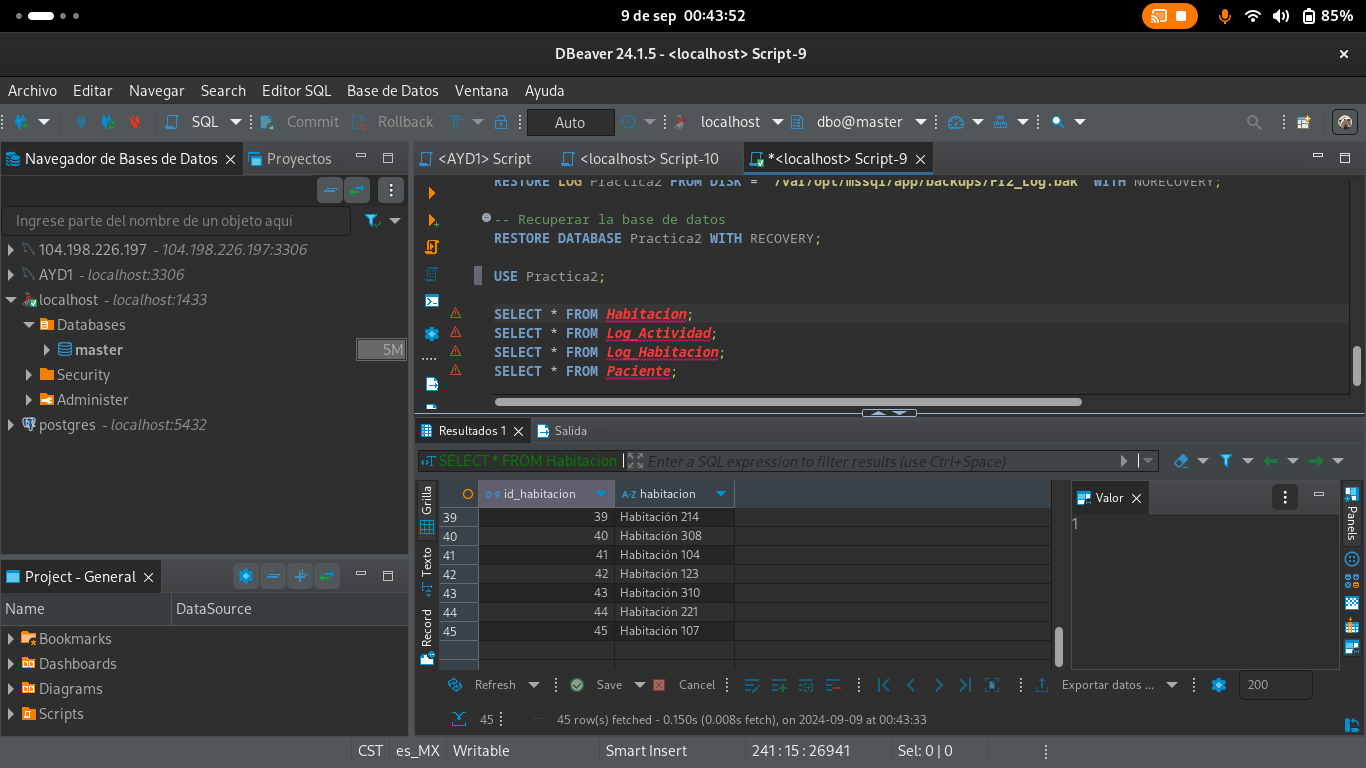 9 de sep 00:43:52
85%
DBeaver 24.1.5 - <localhost> Script-9
Archivo Editar Navegar Search Editor SQL Base de Datos Ventana Ayuda
SQL Commit Rollback Auto localhost dbo@master
Navegador de Bases de Datos Proyectos
<AYD1> Script <localhost> Script-10 *<localhost> Script-9
Ingrese parte del nombre de un objeto aquí
104.198.226.197 - 104.198.226.197:3306
AYD1 - localhost:3306
localhost - localhost:1433
Databases
master 5M
Security
Administer
postgres - localhost:5432
RESTORE LOG Practica2 FROM DISK = '/var/opt/mssql/app/backups/Pr2_Log.bak' WITH NORECOVERY;
-- Recuperar la base de datos
RESTORE DATABASE Practica2 WITH RECOVERY;
USE Practica2;
SELECT * FROM Habitacion;
SELECT * FROM Log_Actividad;
SELECT * FROM Log_Habitacion;
SELECT * FROM Paciente;
Resultados 1 Salida
SELECT * FROM Habitacion Enter a SQL expression to filter results (use Ctrl+Space)
Grilla
Texto
Record
id_habitacion A-Z habitacion
39 39 Habitación 214
40 40 Habitación 308
41 41 Habitación 104
42 42 Habitación 123
43 43 Habitación 310
44 44 Habitación 221
45 45 Habitación 107
Valor
1
Panels
Refresh Save Cancel Exportar datos ... 200
45 45 row(s) fetched - 0.150s (0.008s fetch), on 2024-09-09 at 00:43:33
Project - General
Name DataSource
Bookmarks
Dashboards
Diagrams
Scripts
CST es_MX Writable Smart Insert 241 : 15 : 26941 Sel: 0 | 0